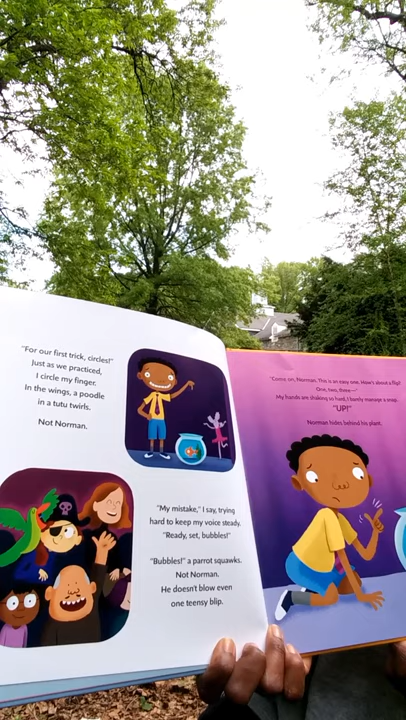 "For our first trick, circles!"
Just as we practiced,
I circle my finger.
In the wings, a poodle
in a tutu twirls.
Not Norman.
"My mistake," I say, trying
hard to keep my voice steady.
"Ready, set, bubbles!"
"Bubbles!" a parrot squawks.
Not Norman.
He doesn't blow even
one teensy blip.
"Come on, Norman. This is an easy one. How's about a flip?
One, two, three—"
My hands are shaking so hard, I barely manage a snap.
"UP!"
Norman hides behind his plant.